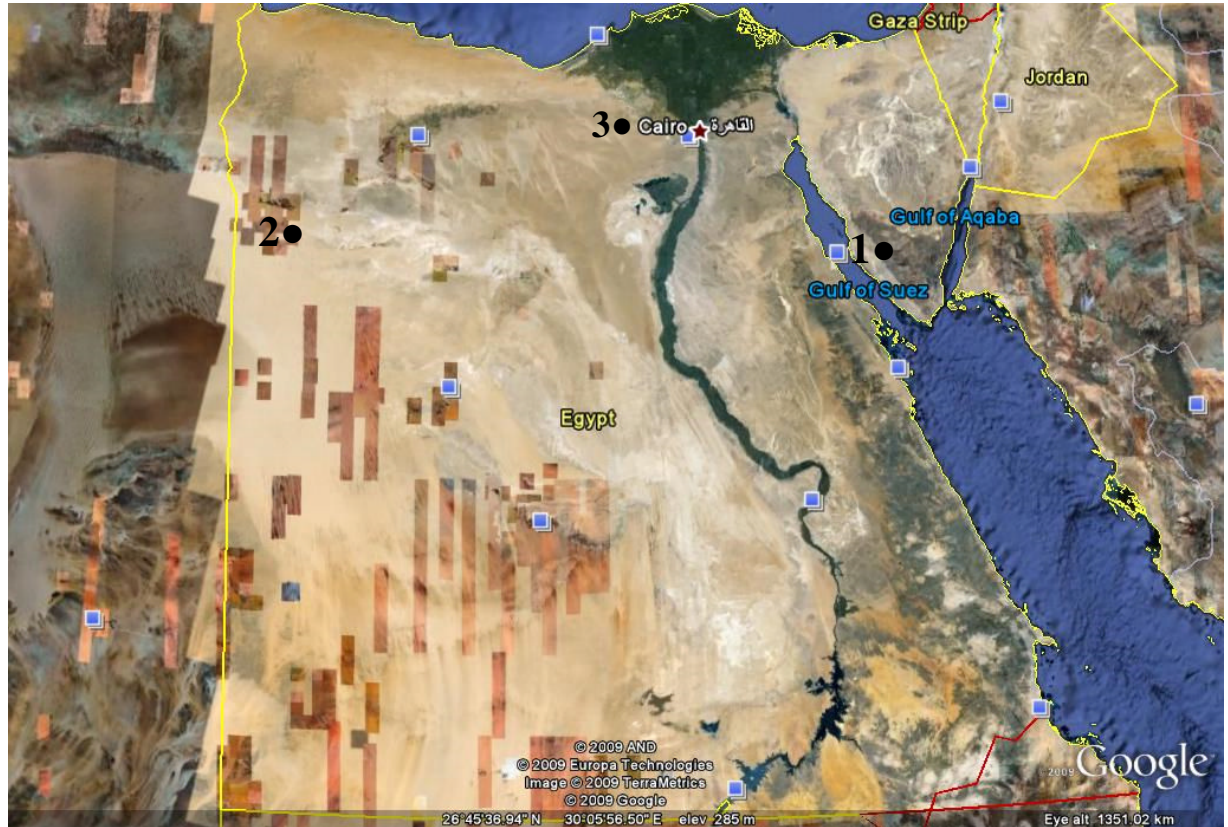 Gaza Strip
Jordan
3● Cairo القاهرة
Gulf of Aqaba
2●
1●
Gulf of Suez
Egypt
© 2009 AND
© 2009 Europa Technologies
Image © 2009 TerraMetrics
© 2009 Google
©2009 Google
26°45'36.94" N 30°05'56.50" E elev 285 m Eye alt 1351.02 km